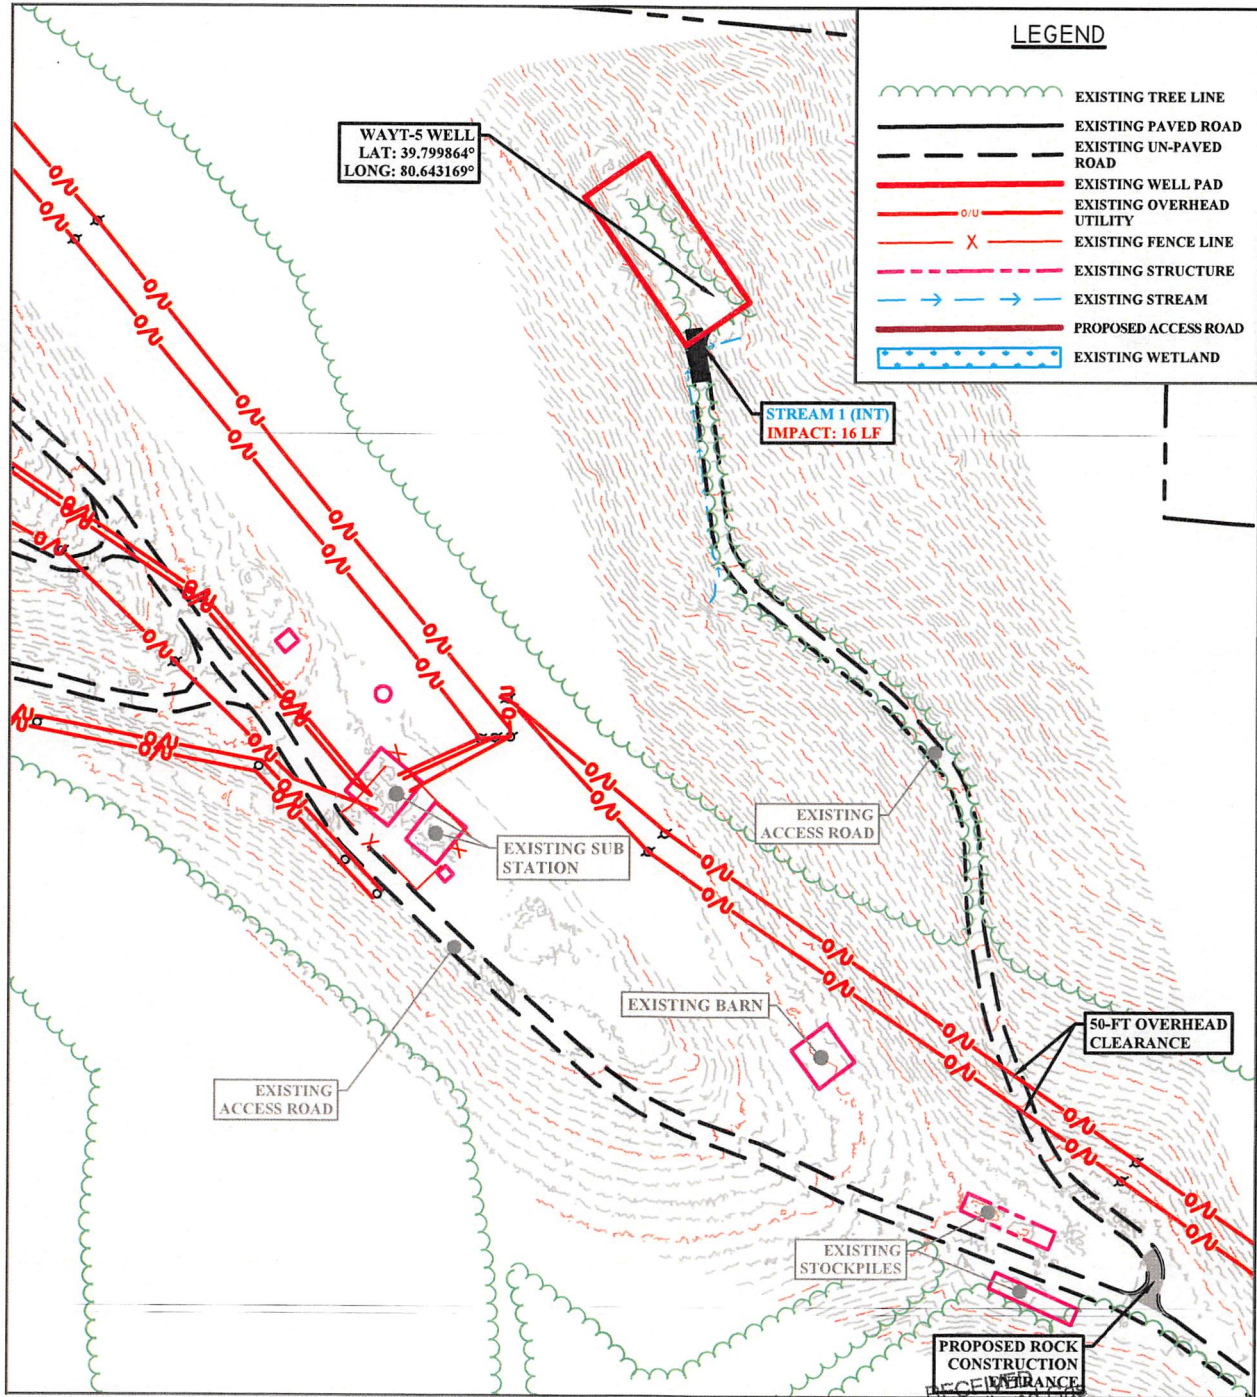 LEGEND
EXISTING TREE LINE
EXISTING PAVED ROAD
EXISTING UN-PAVED
ROAD
EXISTING WELL PAD
O/U
EXISTING OVERHEAD
UTILITY
X
EXISTING FENCE LINE
EXISTING STRUCTURE
EXISTING STREAM
PROPOSED ACCESS ROAD
EXISTING WETLAND
WAYT-5 WELL
LAT: 39.799864°
LONG: 80.643169°
STREAM 1 (INT)
IMPACT: 16 LF
EXISTING
ACCESS ROAD
EXISTING SUB
STATION
EXISTING BARN
50-FT OVERHEAD
CLEARANCE
EXISTING
ACCESS ROAD
EXISTING
STOCKPILES
PROPOSED ROCK
CONSTRUCTION
ENTRANCE
RECEIVED